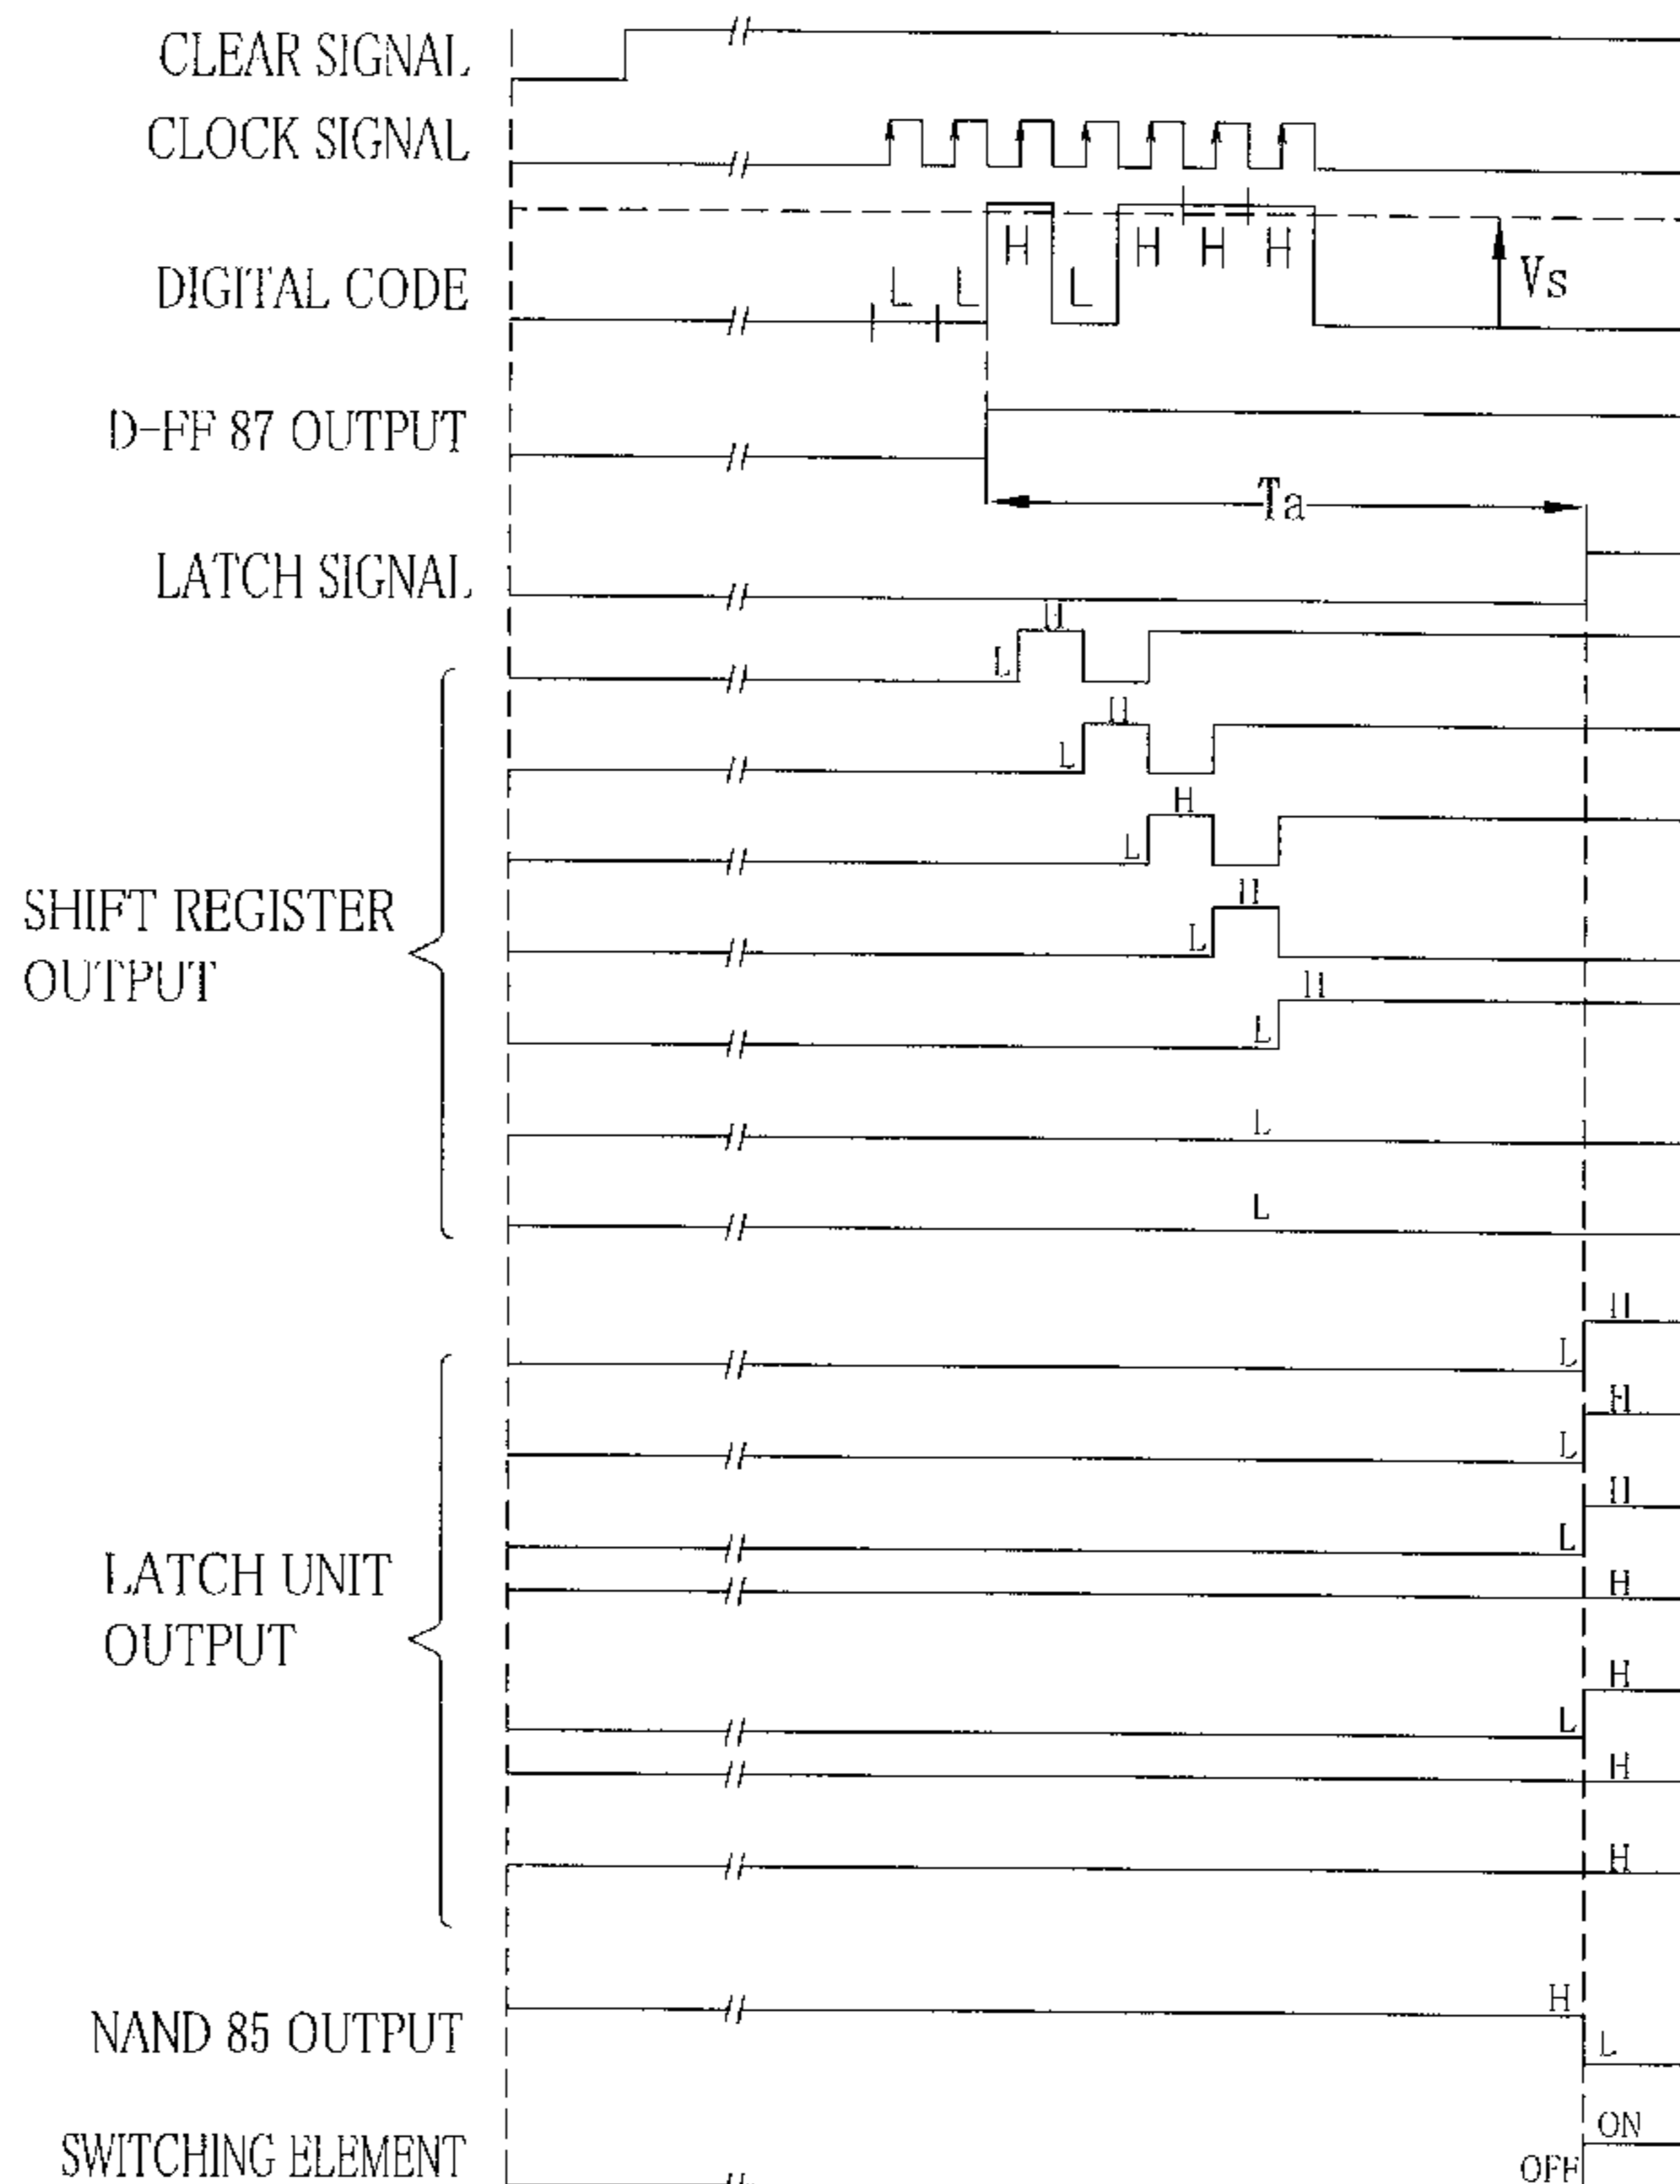 CLEAR SIGNAL
CLOCK SIGNAL
DIGITAL CODE
L L H L H H H
Vs
D-FF 87 OUTPUT
Ta
LATCH SIGNAL
L H
L H
SHIFT REGISTER
OUTPUT
L H
L H
L H
L
L
LATCH UNIT
OUTPUT
L H
L H
L H
H
L H
H
H
NAND 85 OUTPUT
H
L
SWITCHING ELEMENT
ON
OFF